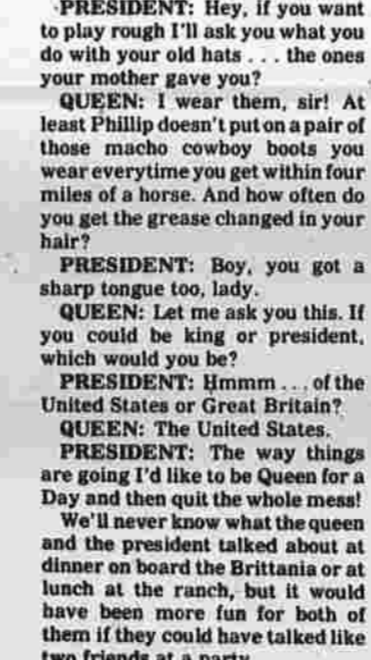 PRESIDENT: Hey, if you want
to play rough I'll ask you what you
do with your old hats . . . the ones
your mother gave you?
QUEEN: I wear them, sir! At
least Phillip doesn't put on a pair of
those macho cowboy boots you
wear everytime you get within four
miles of a horse. And how often do
you get the grease changed in your
hair?
PRESIDENT: Boy, you got a
sharp tongue too, lady.
QUEEN: Let me ask you this. If
you could be king or president,
which would you be?
PRESIDENT: Hmmm . . . of the
United States or Great Britain?
QUEEN: The United States.
PRESIDENT: The way things
are going I'd like to be Queen for a
Day and then quit the whole mess!
We'll never know what the queen
and the president talked about at
dinner on board the Brittania or at
lunch at the ranch, but it would
have been more fun for both of
them if they could have talked like
two friends at a party